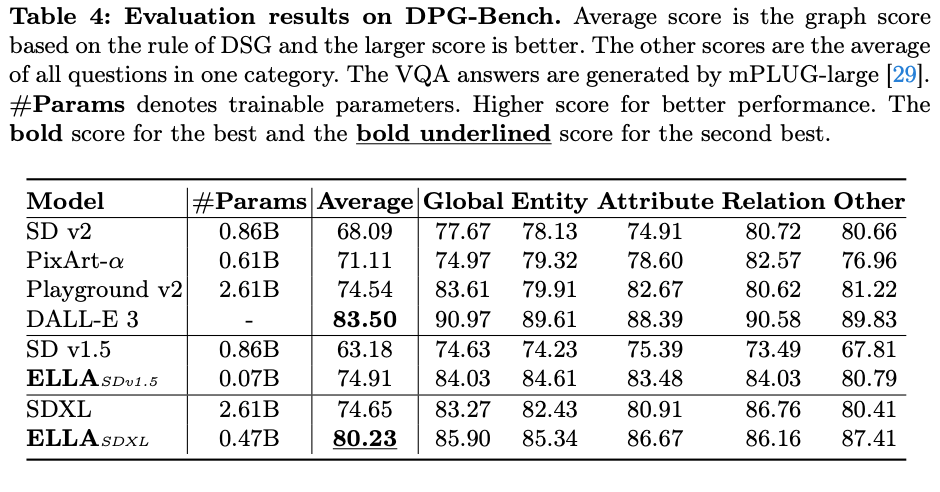 Table 4: Evaluation results on DPG-Bench. Average score is the graph score
based on the rule of DSG and the larger score is better. The other scores are the average
of all questions in one category. The VQA answers are generated by mPLUG-large [29].
#Params denotes trainable parameters. Higher score for better performance. The
bold score for the best and the bold underlined score for the second best.
Model #Params Average Global Entity Attribute Relation Other
SD v2 0.86B 68.09 77.67 78.13 74.91 80.72 80.66
PixArt-α 0.61B 71.11 74.97 79.32 78.60 82.57 76.96
Playground v2 2.61B 74.54 83.61 79.91 82.67 80.62 81.22
DALL-E 3 - 83.50 90.97 89.61 88.39 90.58 89.83
SD v1.5 0.86B 63.18 74.63 74.23 75.39 73.49 67.81
ELLA SDv1.5 0.07B 74.91 84.03 84.61 83.48 84.03 80.79
SDXL 2.61B 74.65 83.27 82.43 80.91 86.76 80.41
ELLA SDXL 0.47B 80.23 85.90 85.34 86.67 86.16 87.41